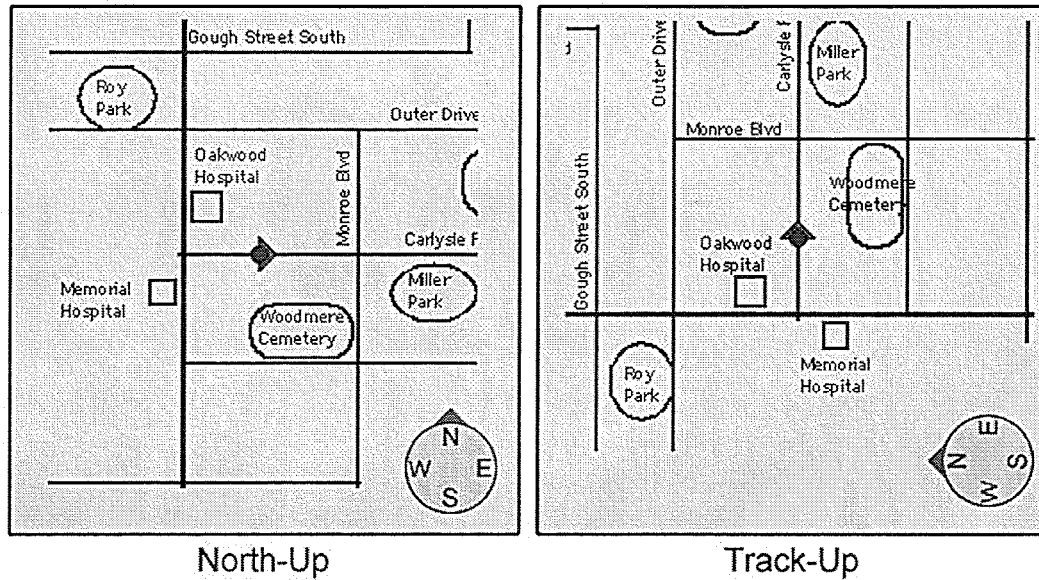 Gough Street South
Roy
Park
Outer Drive
Oakwood
Hospital
Monroe Blvd
Carlysle
Memorial
Hospital
Miller
Park
Woodmere
Cemetery
N
W E
S
North-Up
Outer Drive
Carlysle
Miller
Park
Monroe Blvd
Gough Street South
Woodmere
Cemetery
Oakwood
Hospital
Memorial
Hospital
Roy
Park
E
N S
W
Track-Up